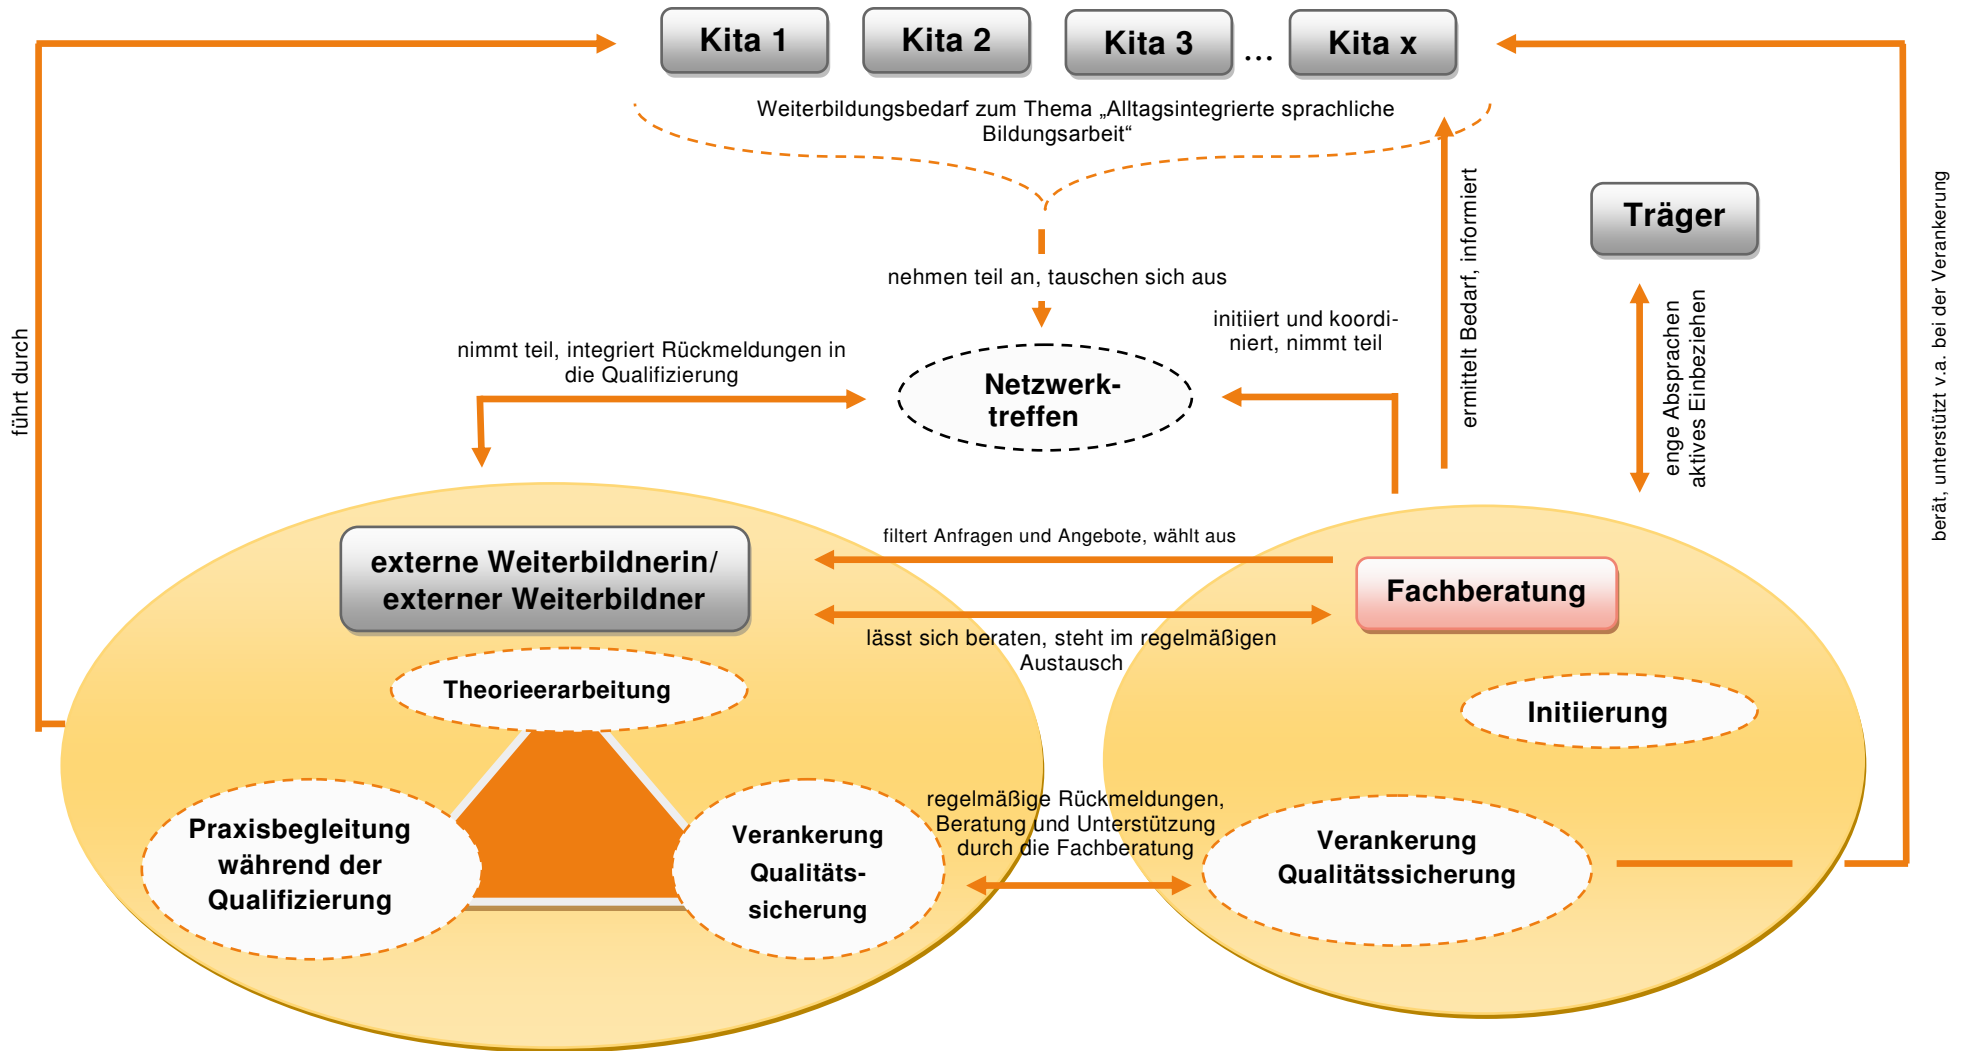 Kita 1
Kita 2
Kita 3
...
Kita x
Weiterbildungsbedarf zum Thema „Alltagsintegrierte sprachliche
Bildungsarbeit“
Träger
nehmen teil an, tauschen sich aus
initiiert und koordi-
niert, nimmt teil
nimmt teil, integriert Rückmeldungen in
die Qualifizierung
Netzwerk-
treffen
führt durch
ermittelt Bedarf, informiert
enge Absprachen
aktives Einbeziehen
berät, unterstützt v.a. bei der Verankerung
externe Weiterbildnerin/
externer Weiterbildner
filtert Anfragen und Angebote, wählt aus
Fachberatung
lässt sich beraten, steht im regelmäßigen
Austausch
Theorieerarbeitung
Initiierung
Praxisbegleitung
während der
Qualifizierung
Verankerung
Qualitäts-
sicherung
regelmäßige Rückmeldungen,
Beratung und Unterstützung
durch die Fachberatung
Verankerung
Qualitätssicherung